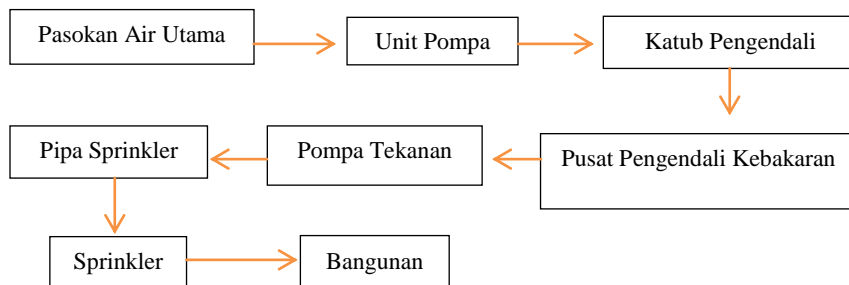 Pasokan Air Utama
Unit Pompa
Katub Pengendali
Pusat Pengendali Kebakaran
Pompa Tekanan
Pipa Sprinkler
Sprinkler
Bangunan